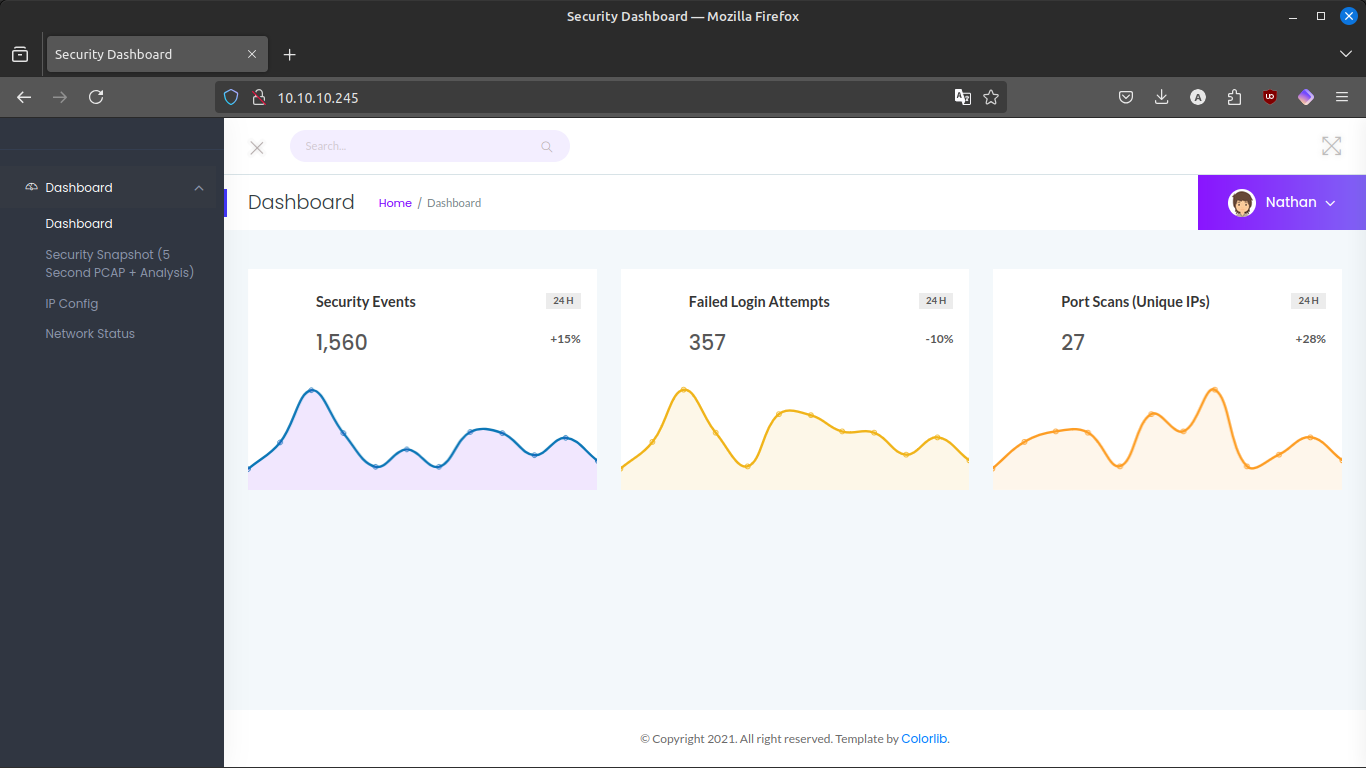 Security Dashboard — Mozilla Firefox
Security Dashboard
10.10.10.245
Search...
Dashboard
Dashboard
Security Snapshot (5
Second PCAP + Analysis)
IP Config
Network Status
Dashboard
Home / Dashboard
Nathan
Security Events
24 H
1,560
+15%
Failed Login Attempts
24 H
357
-10%
Port Scans (Unique IPs)
24 H
27
+28%
© Copyright 2021. All right reserved. Template by Colorlib.